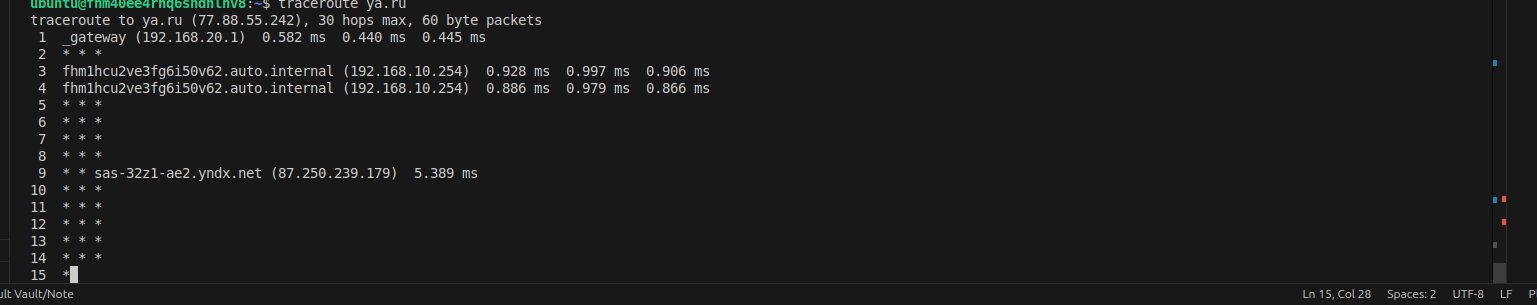 ubuntu@fhm40ee4rhq6shdhlhv8:~$ traceroute ya.ru
traceroute to ya.ru (77.88.55.242), 30 hops max, 60 byte packets
 1  _gateway (192.168.20.1)  0.582 ms  0.440 ms  0.445 ms
 2  * * *
 3  fhm1hcu2ve3fg6i50v62.auto.internal (192.168.10.254)  0.928 ms  0.997 ms  0.906 ms
 4  fhm1hcu2ve3fg6i50v62.auto.internal (192.168.10.254)  0.886 ms  0.979 ms  0.866 ms
 5  * * *
 6  * * *
 7  * * *
 8  * * *
 9  * * sas-32z1-ae2.yndx.net (87.250.239.179)  5.389 ms
10  * * *
11  * * *
12  * * *
13  * * *
14  * * *
15  *
Vault/Note Ln 15, Col 28 Spaces: 2 UTF-8 LF